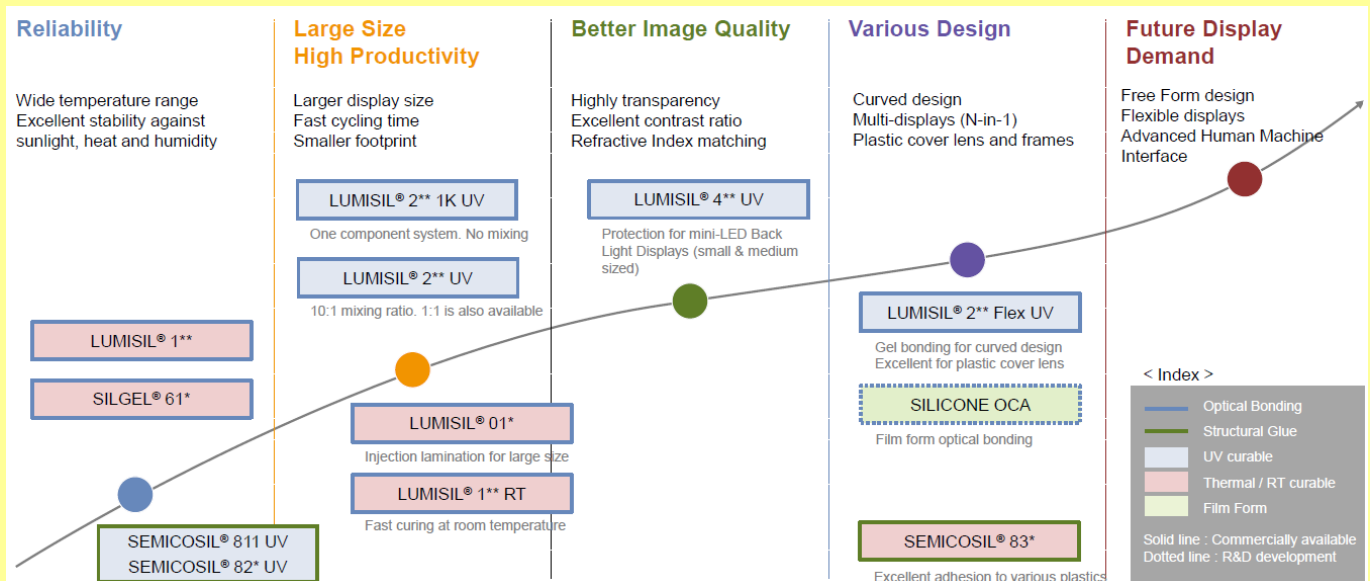 Reliability
Wide temperature range
Excellent stability against
sunlight, heat and humidity
LUMISIL® 1**
SILGEL® 61*
SEMICOSIL® 811 UV
SEMICOSIL® 82* UV
Large Size
High Productivity
Larger display size
Fast cycling time
Smaller footprint
LUMISIL® 2** 1K UV
One component system. No mixing
LUMISIL® 2** UV
10:1 mixing ratio. 1:1 is also available
LUMISIL® 01*
Injection lamination for large size
LUMISIL® 1** RT
Fast curing at room temperature
Better Image Quality
Highly transparency
Excellent contrast ratio
Refractive Index matching
LUMISIL® 4** UV
Protection for mini-LED Back
Light Displays (small & medium
sized)
Various Design
Curved design
Multi-displays (N-in-1)
Plastic cover lens and frames
LUMISIL® 2** Flex UV
Gel bonding for curved design
Excellent for plastic cover lens
SILICONE OCA
Film form optical bonding
SEMICOSIL® 83*
Excellent adhesion to various plastics
Future Display
Demand
Free Form design
Flexible displays
Advanced Human Machine
Interface
< Index >
Optical Bonding
Structural Glue
UV curable
Thermal / RT curable
Film Form
Solid line : Commercially available
Dotted line : R&D development